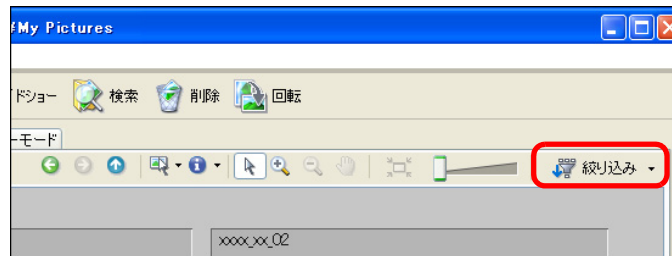 ¥My Pictures
ドショー 検索 削除 回転
ーモード
絞り込み
xxxx_xx_02